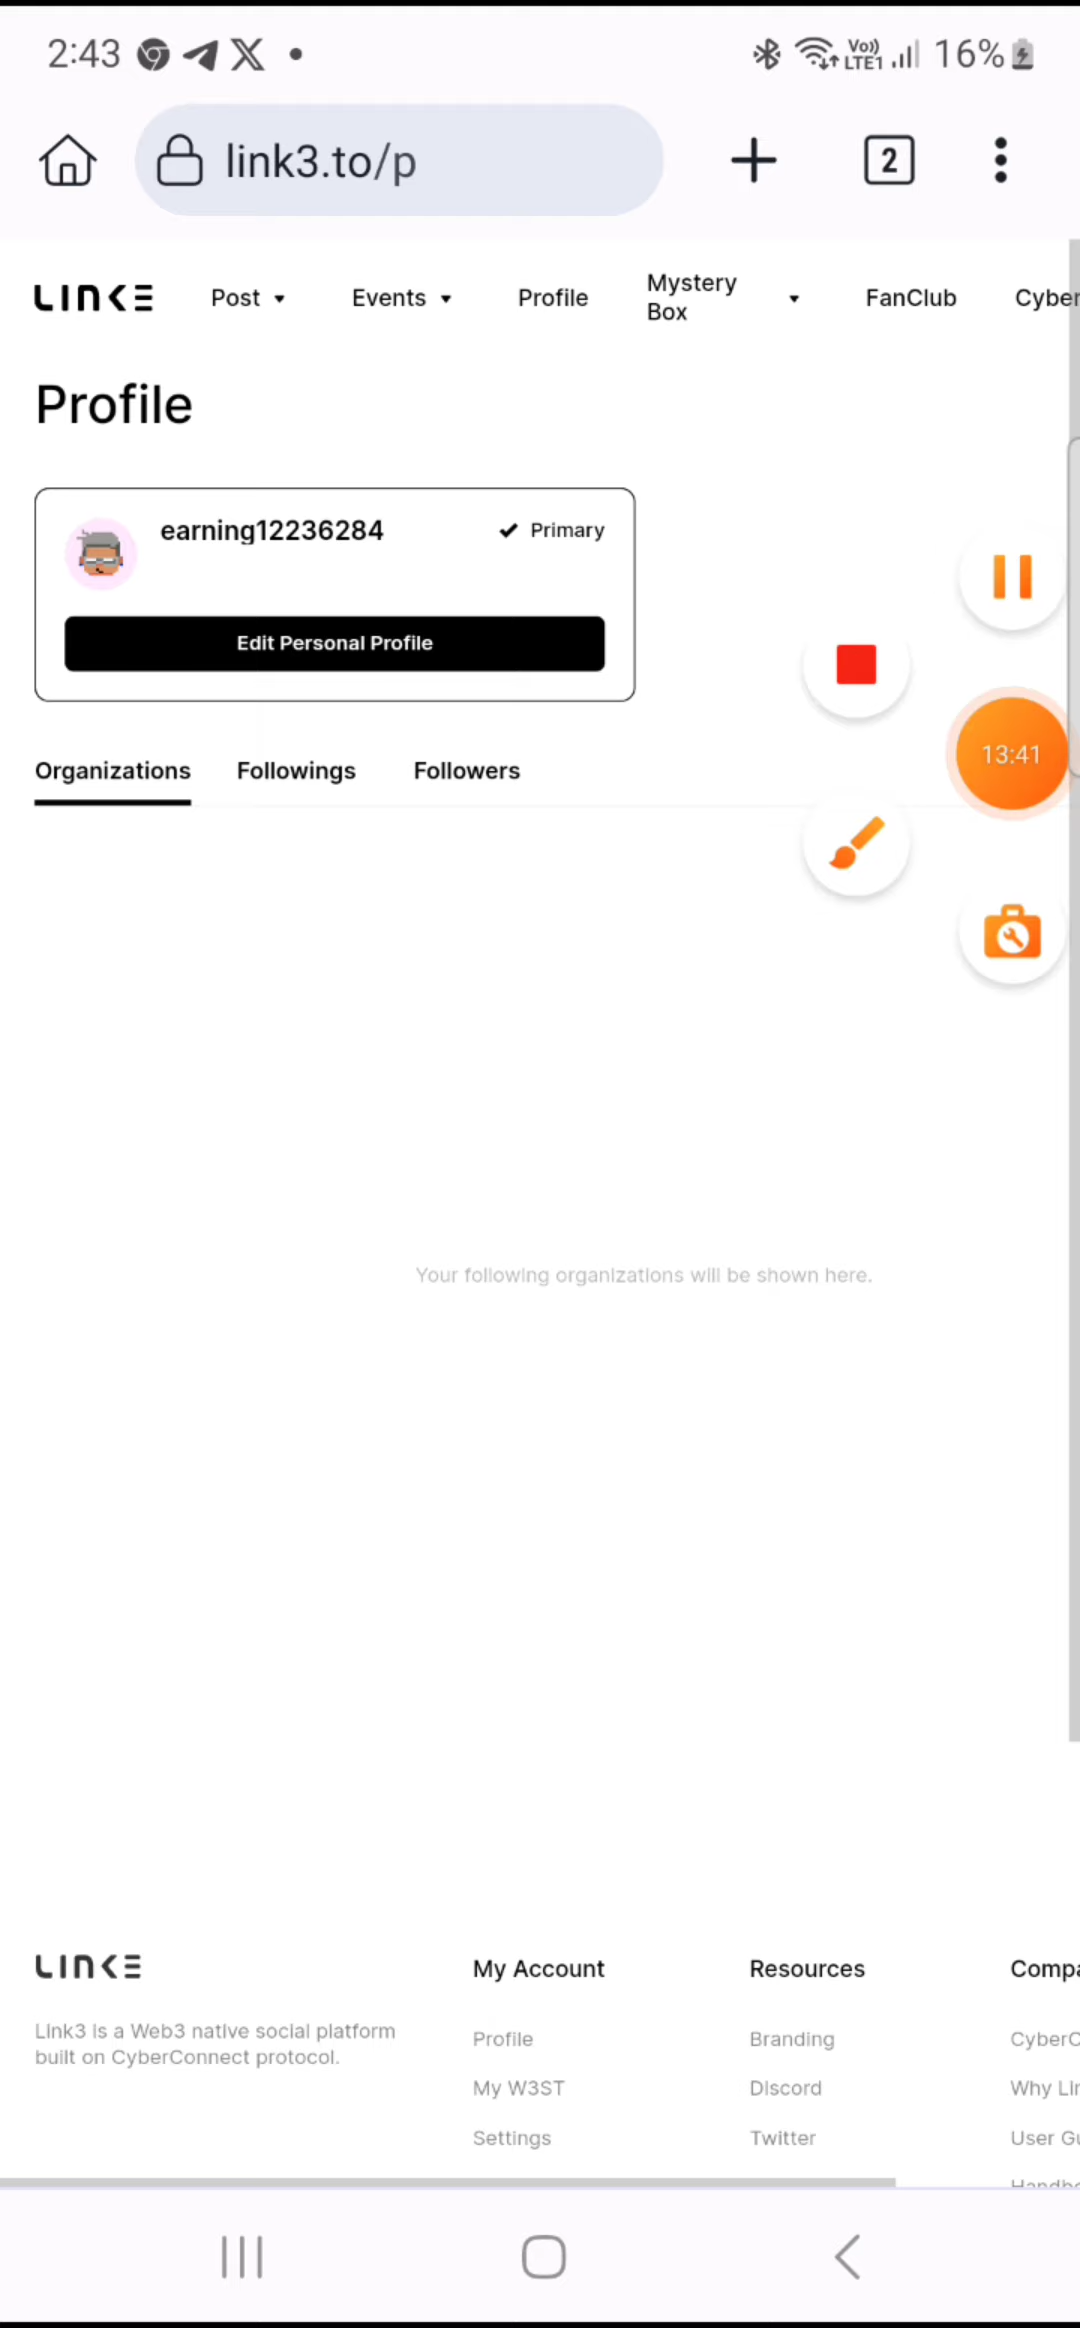 2:43
Vo)) LTE1
16%
link3.to/p
2
LINK3
Post
Events
Profile
Mystery Box
FanClub
Cyber
Profile
earning12236284
Primary
Edit Personal Profile
13:41
Organizations
Followings
Followers
Your following organizations will be shown here.
LINK3
My Account
Resources
Compa
Link3 is a Web3 native social platform
built on CyberConnect protocol.
Profile
Branding
CyberC
My W3ST
Discord
Why Lin
Settings
Twitter
User Gu